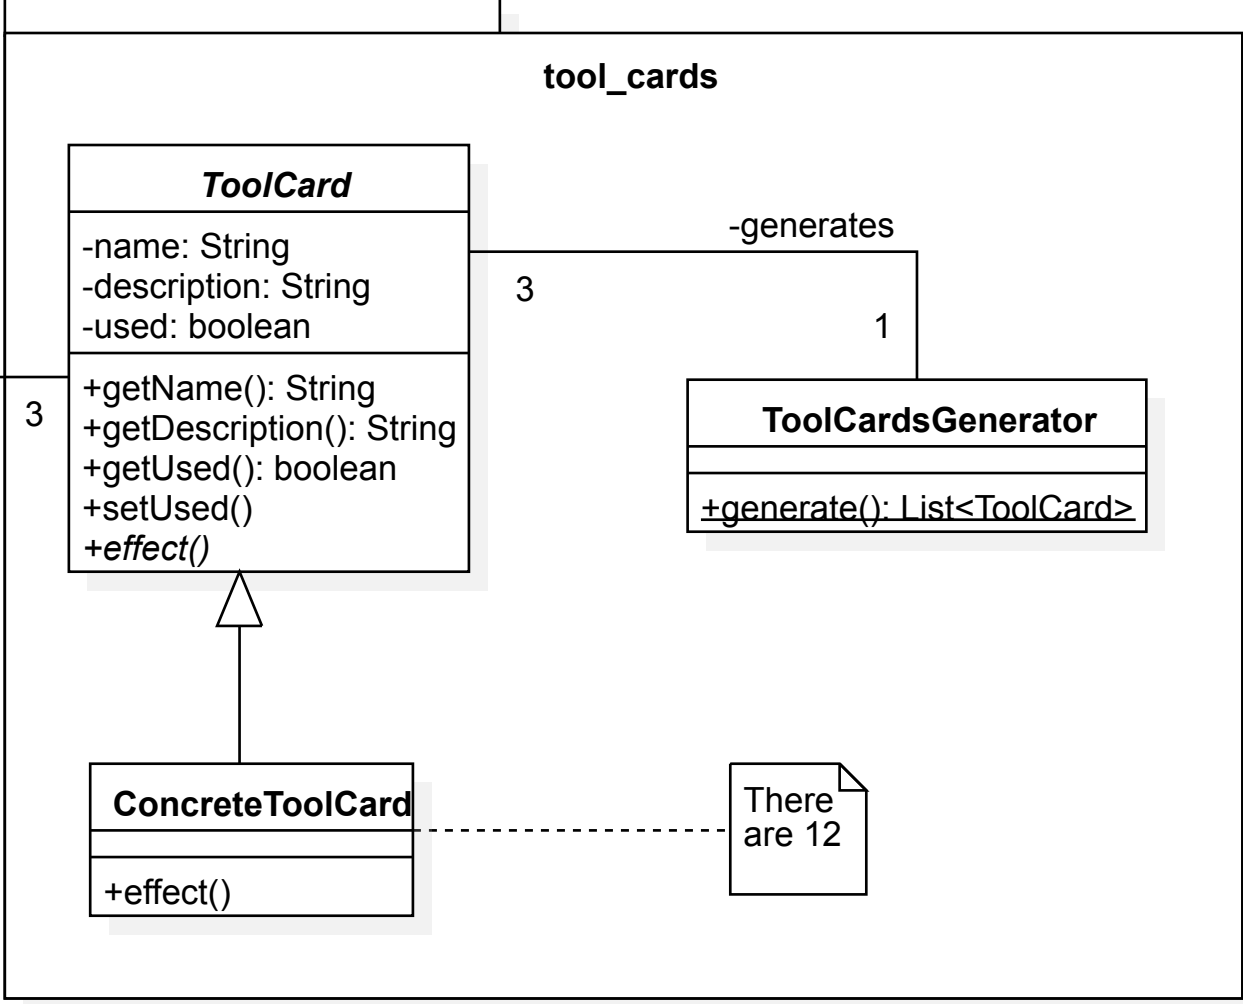 tool_cards
ToolCard
-name: String
-description: String
-used: boolean
+getName(): String
+getDescription(): String
+getUsed(): boolean
+setUsed()
+effect()
3
-generates
3
1
ToolCardsGenerator
+generate(): List<ToolCard>
ConcreteToolCard
+effect()
There
are 12